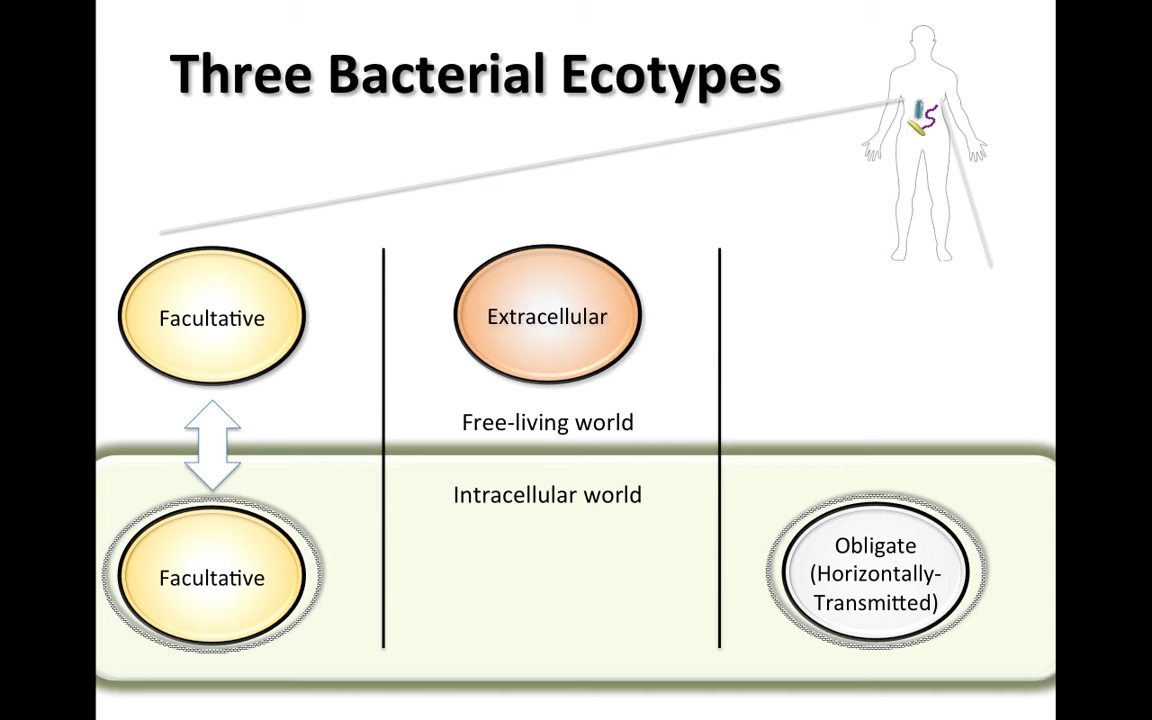 Three Bacterial Ecotypes
Facultative
Extracellular
Free-living world
Intracellular world
Facultative
Obligate
(Horizontally-
Transmitted)